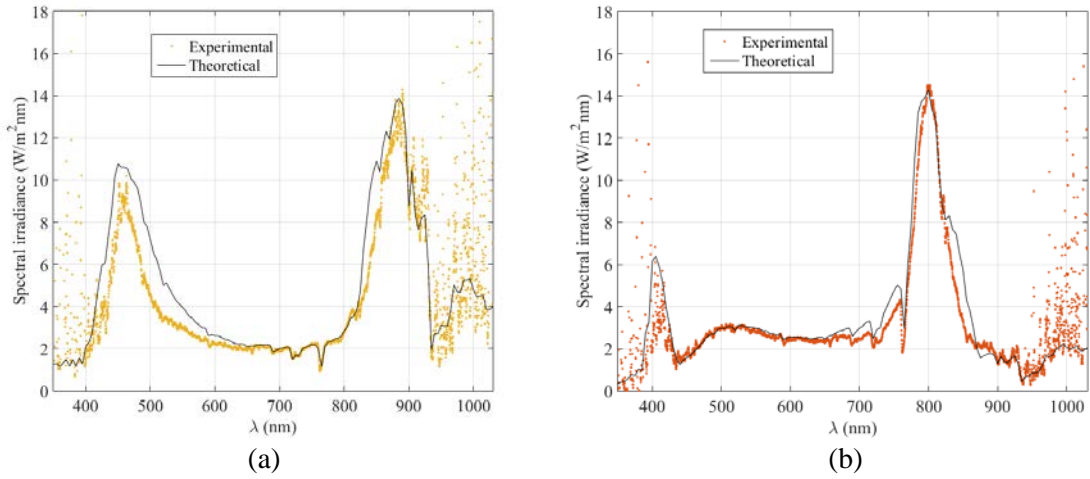 18
16
14
12
10
8
6
4
2
0
Spectral irradiance (W/m²nm)
Experimental
Theoretical
400 500 600 700 800 900 1000
λ (nm)
(a)
18
16
14
12
10
8
6
4
2
0
Spectral irradiance (W/m²nm)
Experimental
Theoretical
400 500 600 700 800 900 1000
λ (nm)
(b)